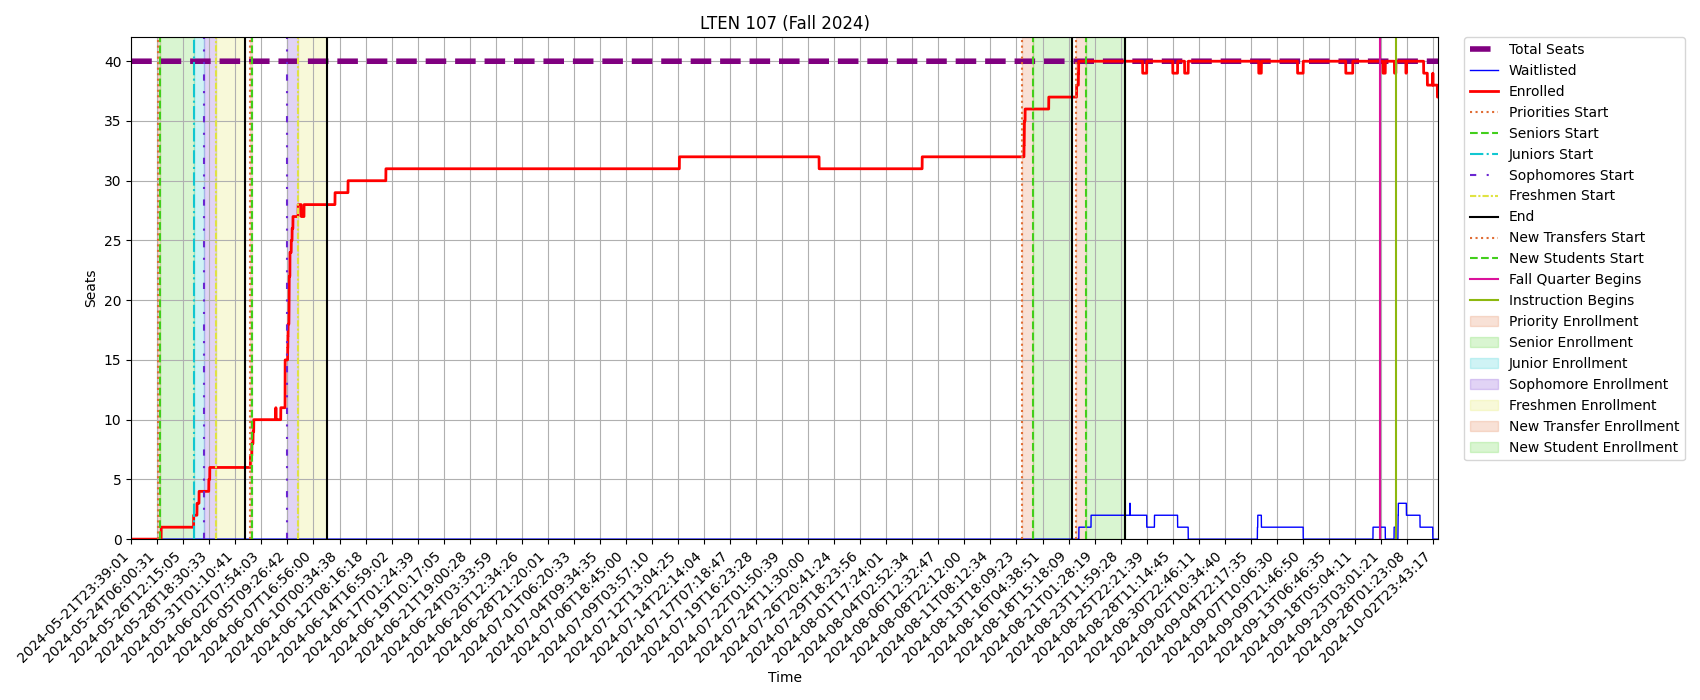 LTEN 107 (Fall 2024)
40
35
30
25
20
15
10
5
0
Seats
2024-05-21T23:39:01
2024-05-24T06:00:31
2024-05-26T12:15:05
2024-05-28T18:30:33
2024-05-31T01:10:41
2024-06-02T07:54:03
2024-06-05T09:26:42
2024-06-07T16:56:00
2024-06-10T00:34:38
2024-06-12T08:16:18
2024-06-14T16:59:02
2024-06-17T01:24:39
2024-06-19T10:17:05
2024-06-21T19:00:28
2024-06-24T03:33:59
2024-06-26T12:34:26
2024-06-28T21:20:01
2024-07-01T06:20:33
2024-07-04T09:34:35
2024-07-06T18:45:00
2024-07-09T03:57:10
2024-07-12T13:04:25
2024-07-14T22:14:04
2024-07-17T07:18:47
2024-07-19T16:23:28
2024-07-22T01:50:39
2024-07-24T11:30:00
2024-07-26T20:41:24
2024-07-29T18:23:56
2024-08-01T17:24:01
2024-08-04T02:52:34
2024-08-06T12:32:47
2024-08-08T22:12:00
2024-08-11T08:12:34
2024-08-13T18:09:23
2024-08-16T04:38:51
2024-08-18T15:18:09
2024-08-21T01:28:19
2024-08-23T11:59:28
2024-08-25T22:21:39
2024-08-28T11:14:45
2024-08-30T22:46:11
2024-09-02T10:34:40
2024-09-04T22:17:35
2024-09-07T10:06:30
2024-09-09T21:46:50
2024-09-13T06:46:35
2024-09-18T05:04:11
2024-09-23T03:01:21
2024-09-28T01:23:08
2024-10-02T23:43:17
Time
Total Seats
Waitlisted
Enrolled
Priorities Start
Seniors Start
Juniors Start
Sophomores Start
Freshmen Start
End
New Transfers Start
New Students Start
Fall Quarter Begins
Instruction Begins
Priority Enrollment
Senior Enrollment
Junior Enrollment
Sophomore Enrollment
Freshmen Enrollment
New Transfer Enrollment
New Student Enrollment